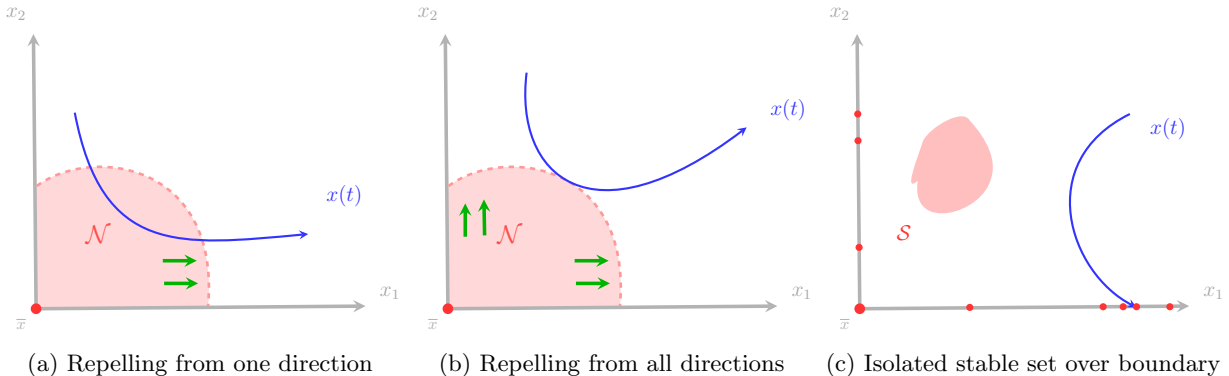 x₂
x₂
x₂
x(t)
x(t)
x(t)
𝒩
𝒩
𝒮
x₁
x₁
x₁
x̅
x̅
x̅
(a) Repelling from one direction
(b) Repelling from all directions
(c) Isolated stable set over boundary